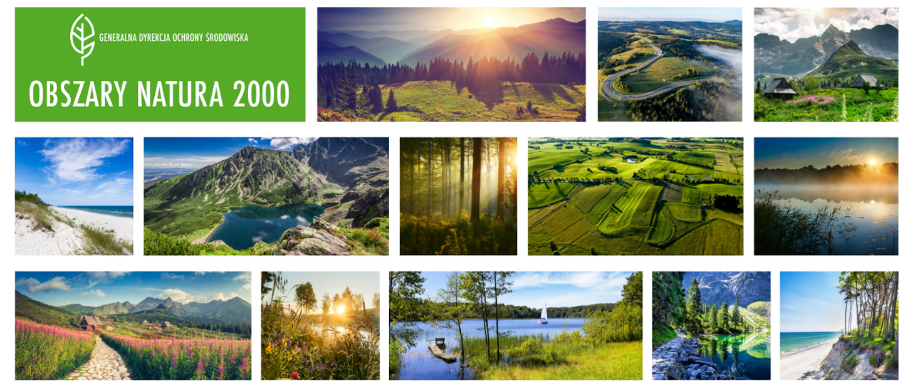 GENERALNA DYREKCJA OCHRONY ŚRODOWISKA
OBSZARY NATURA 2000